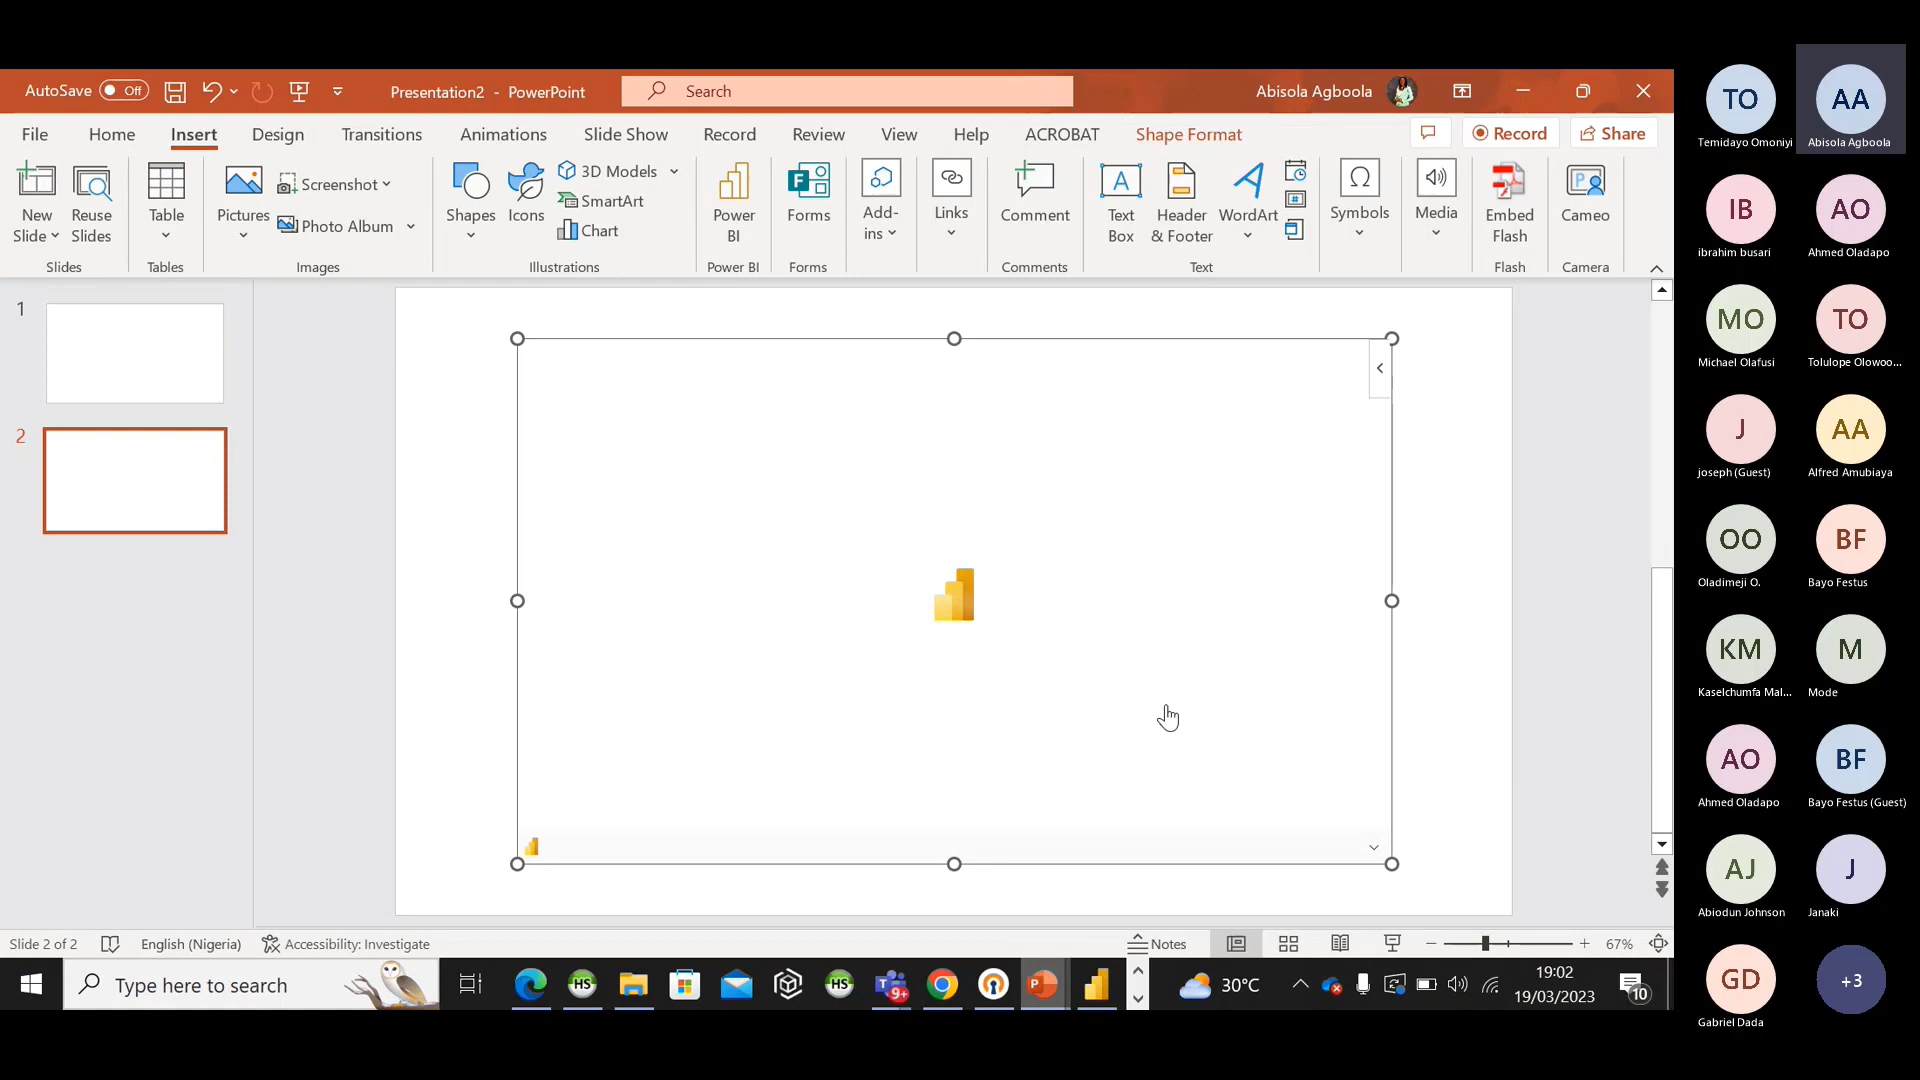 AutoSave Off Presentation2 - PowerPoint Search Abisola Agboola
File Home Insert Design Transitions Animations Slide Show Record Review View Help ACROBAT Shape Format Record Share
New Slide
Reuse Slides
Slides
Table
Tables
Pictures
Screenshot
Photo Album
Images
Shapes
Icons
3D Models
SmartArt
Chart
Illustrations
Power BI
Power BI
Forms
Forms
Add-ins
Links
Comment
Comments
Text Box
Header & Footer
WordArt
Text
Symbols
Media
Embed Flash
Flash
Cameo
Camera
1
2
Slide 2 of 2 English (Nigeria) Accessibility: Investigate Notes 67%
Type here to search
HS
HS
9+
P
30°C
19:02
19/03/2023
10
TO
Temidayo Omoniyi
AA
Abisola Agboola
IB
ibrahim busari
AO
Ahmed Oladapo
MO
Michael Olafusi
TO
Tolulope Olowoo...
J
joseph (Guest)
AA
Alfred Amubiaya
OO
Oladimeji O.
BF
Bayo Festus
KM
Kaselchumfa Mal...
M
Mode
AO
Ahmed Oladapo
BF
Bayo Festus (Guest)
AJ
Abiodun Johnson
J
Janaki
GD
Gabriel Dada
+3